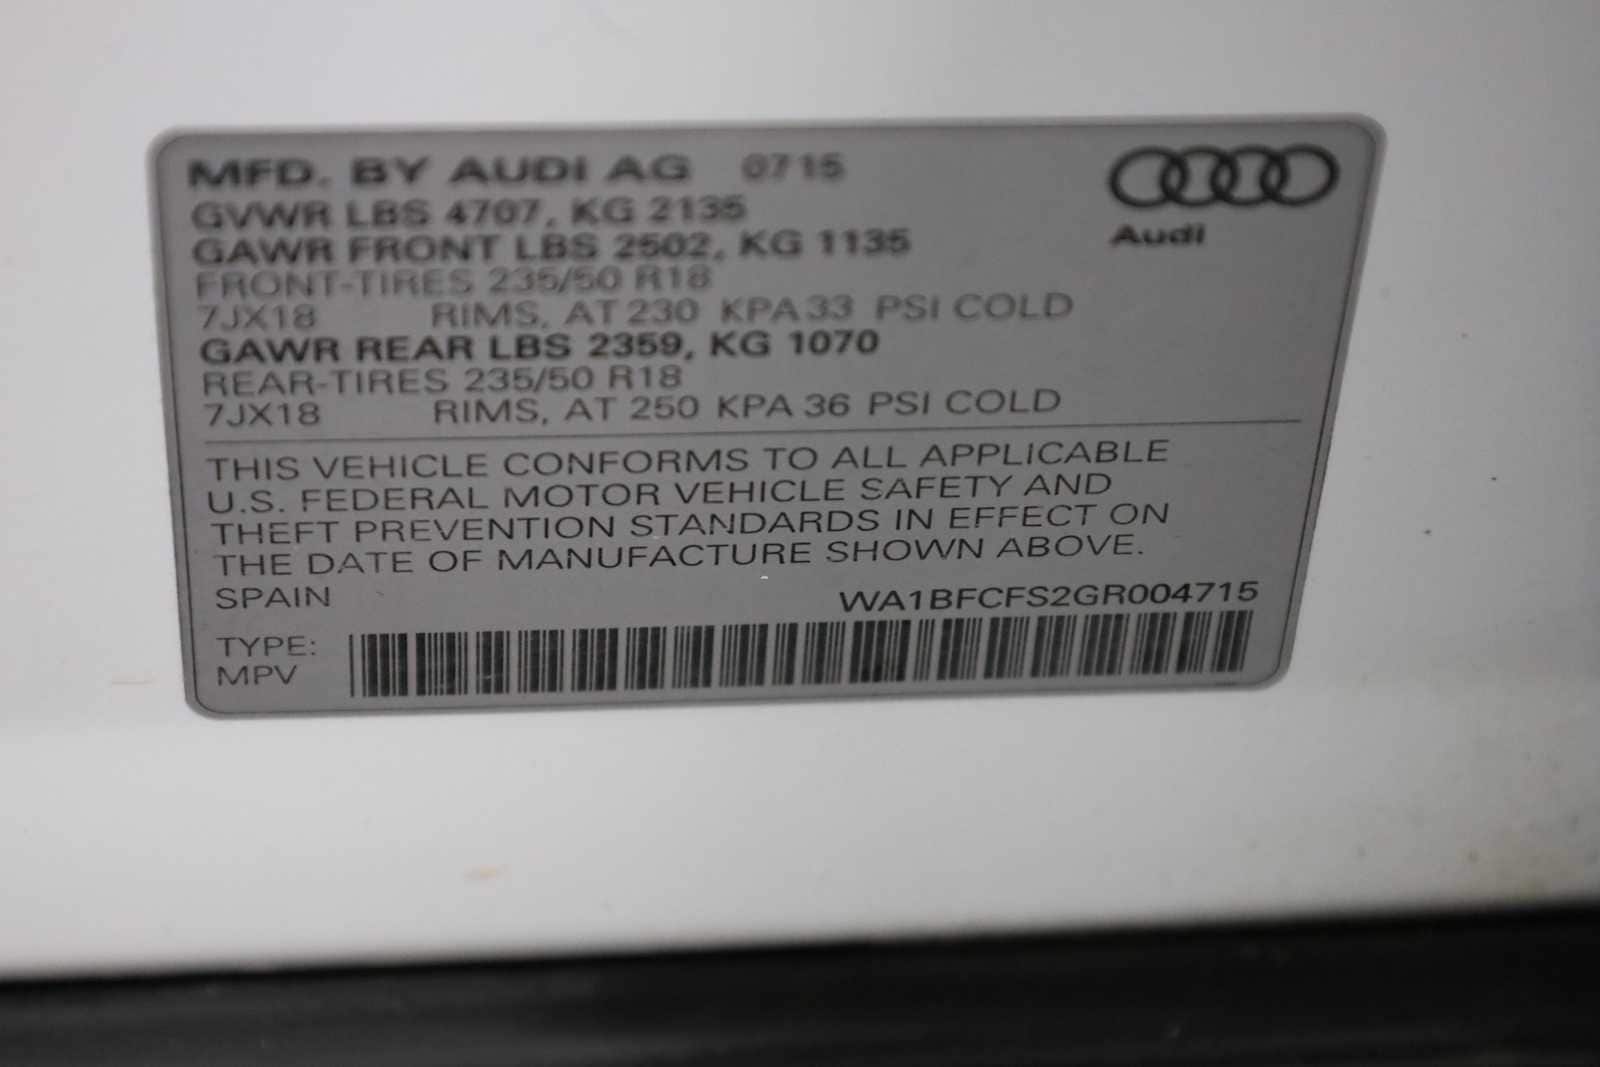 MFD. BY AUDI AG 0715
GVWR LBS 4707, KG 2135
GAWR FRONT LBS 2502, KG 1135
FRONT-TIRES 235/50 R18
7JX18 RIMS, AT 230 KPA 33 PSI COLD
GAWR REAR LBS 2359, KG 1070
REAR-TIRES 235/50 R18
7JX18 RIMS, AT 250 KPA 36 PSI COLD
Audi
THIS VEHICLE CONFORMS TO ALL APPLICABLE
U.S. FEDERAL MOTOR VEHICLE SAFETY AND
THEFT PREVENTION STANDARDS IN EFFECT ON
THE DATE OF MANUFACTURE SHOWN ABOVE.
SPAIN WA1BFCFS2GR004715
TYPE:
MPV